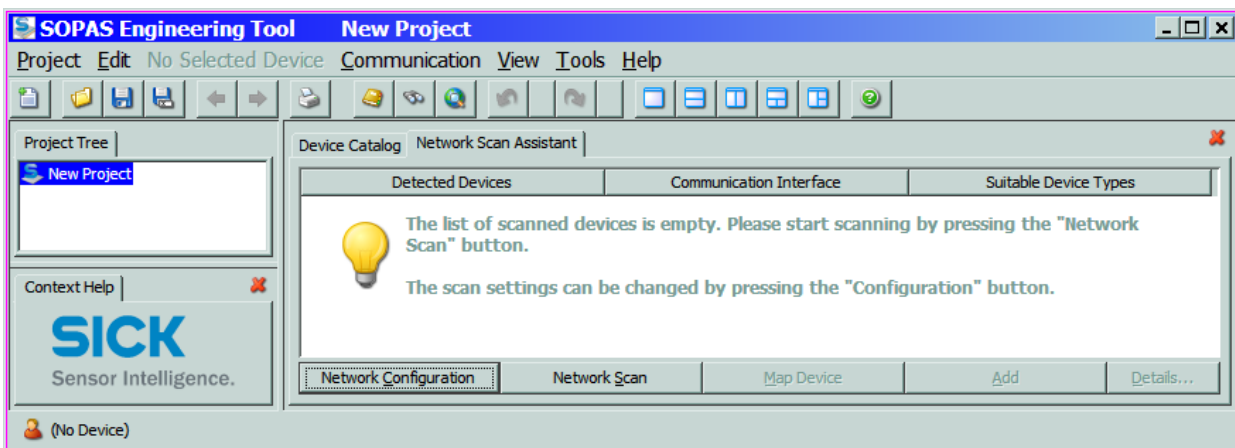 SOPAS Engineering Tool New Project
Project Edit No Selected Device Communication View Tools Help
Project Tree
New Project
Context Help
SICK
Sensor Intelligence.
Device Catalog Network Scan Assistant
Detected Devices Communication Interface Suitable Device Types
The list of scanned devices is empty. Please start scanning by pressing the "Network
Scan" button.
The scan settings can be changed by pressing the "Configuration" button.
Network Configuration Network Scan Map Device Add Details...
(No Device)